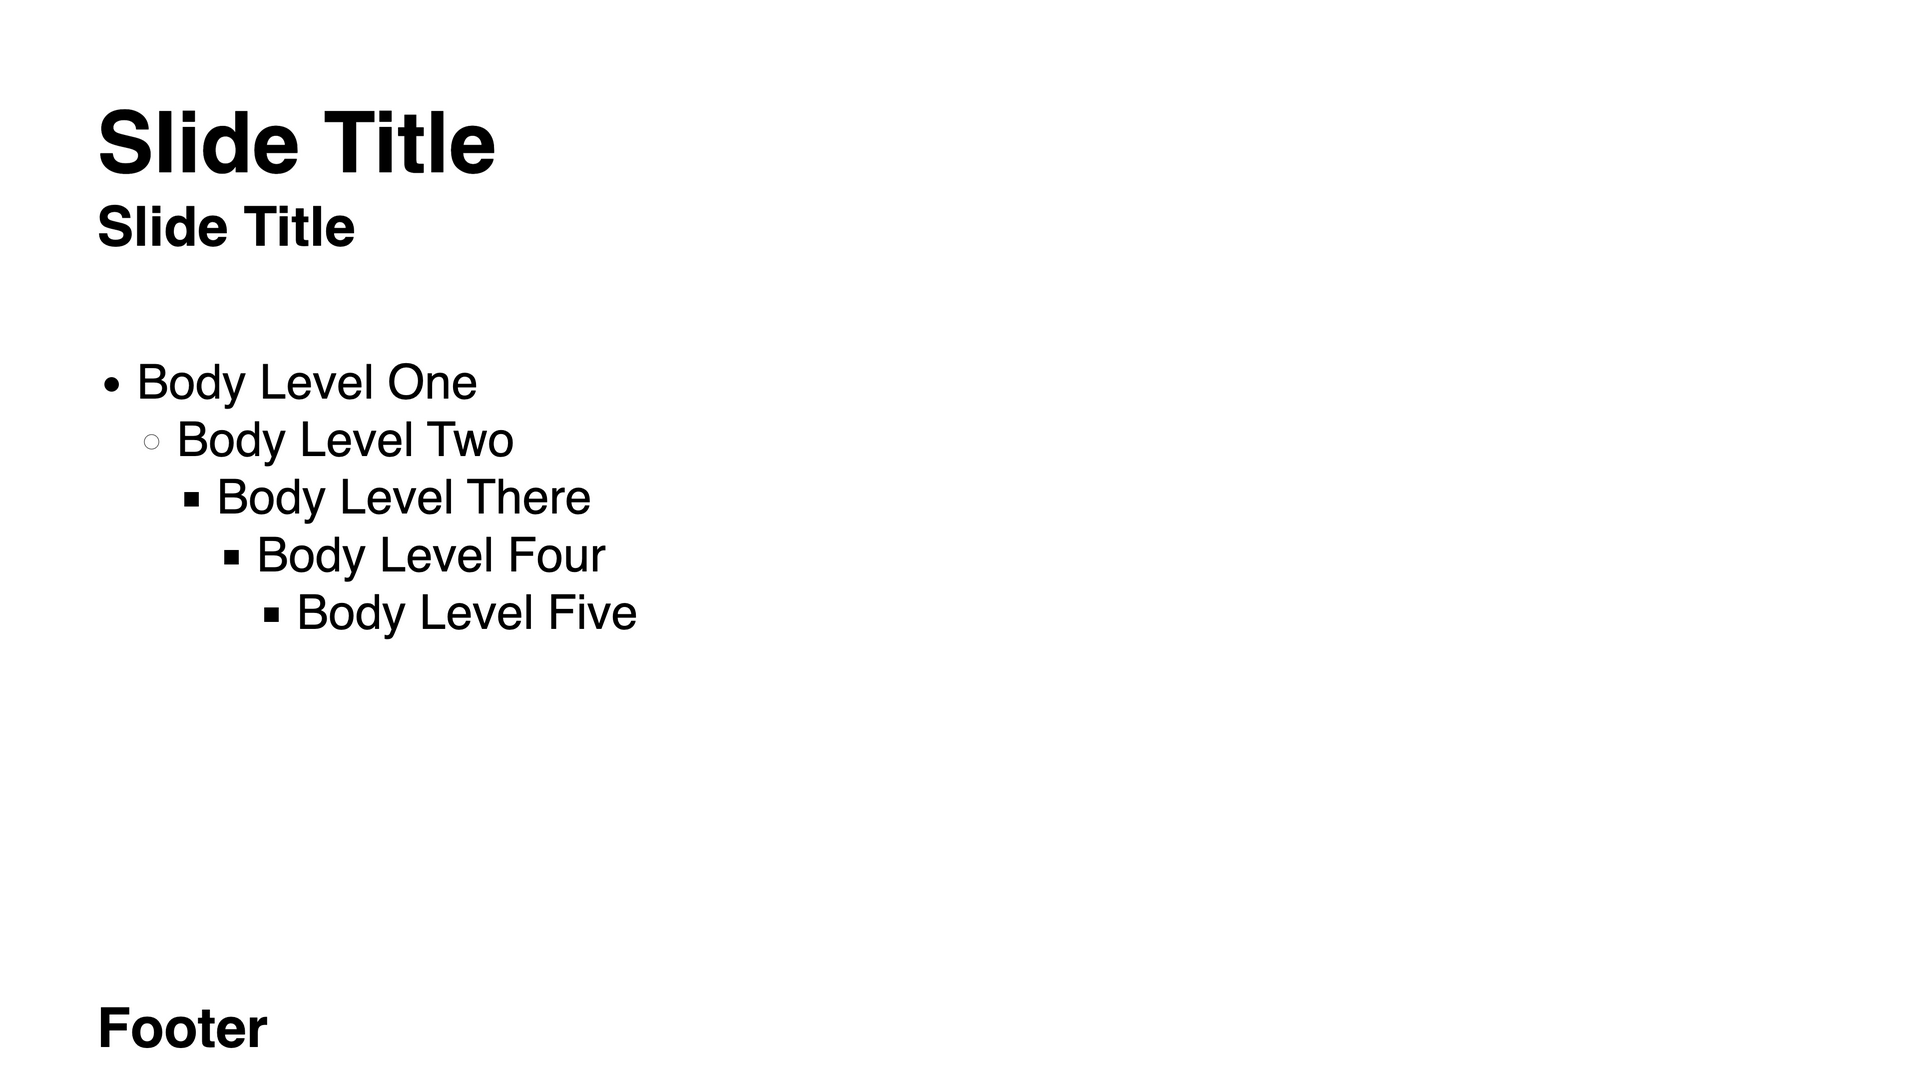 Slide Title
Slide Title
• Body Level One
○ Body Level Two
▪ Body Level There
▪ Body Level Four
▪ Body Level Five
Footer